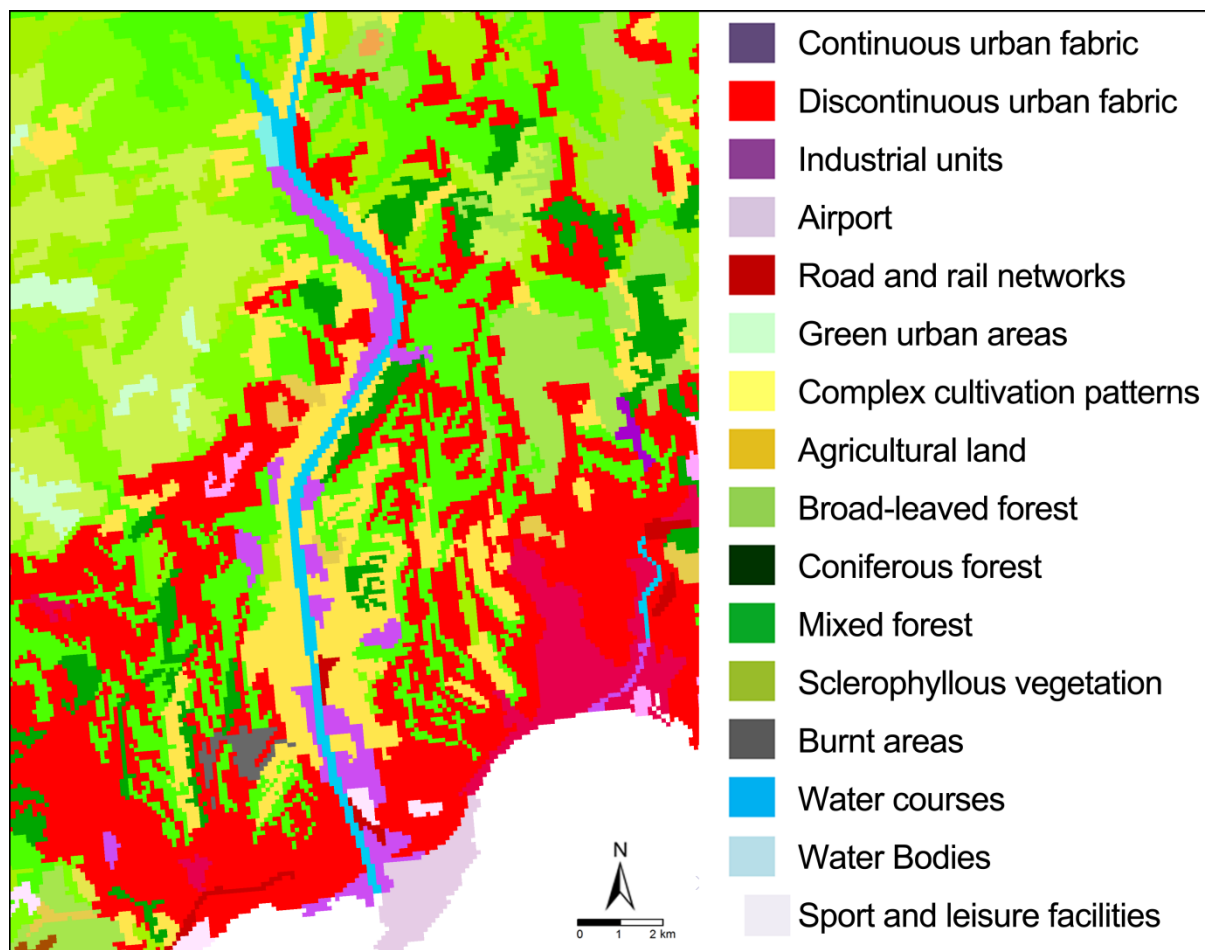 Continuous urban fabric
Discontinuous urban fabric
Industrial units
Airport
Road and rail networks
Green urban areas
Complex cultivation patterns
Agricultural land
Broad-leaved forest
Coniferous forest
Mixed forest
Sclerophyllous vegetation
Burnt areas
Water courses
Water Bodies
Sport and leisure facilities
N
0 1 2 km